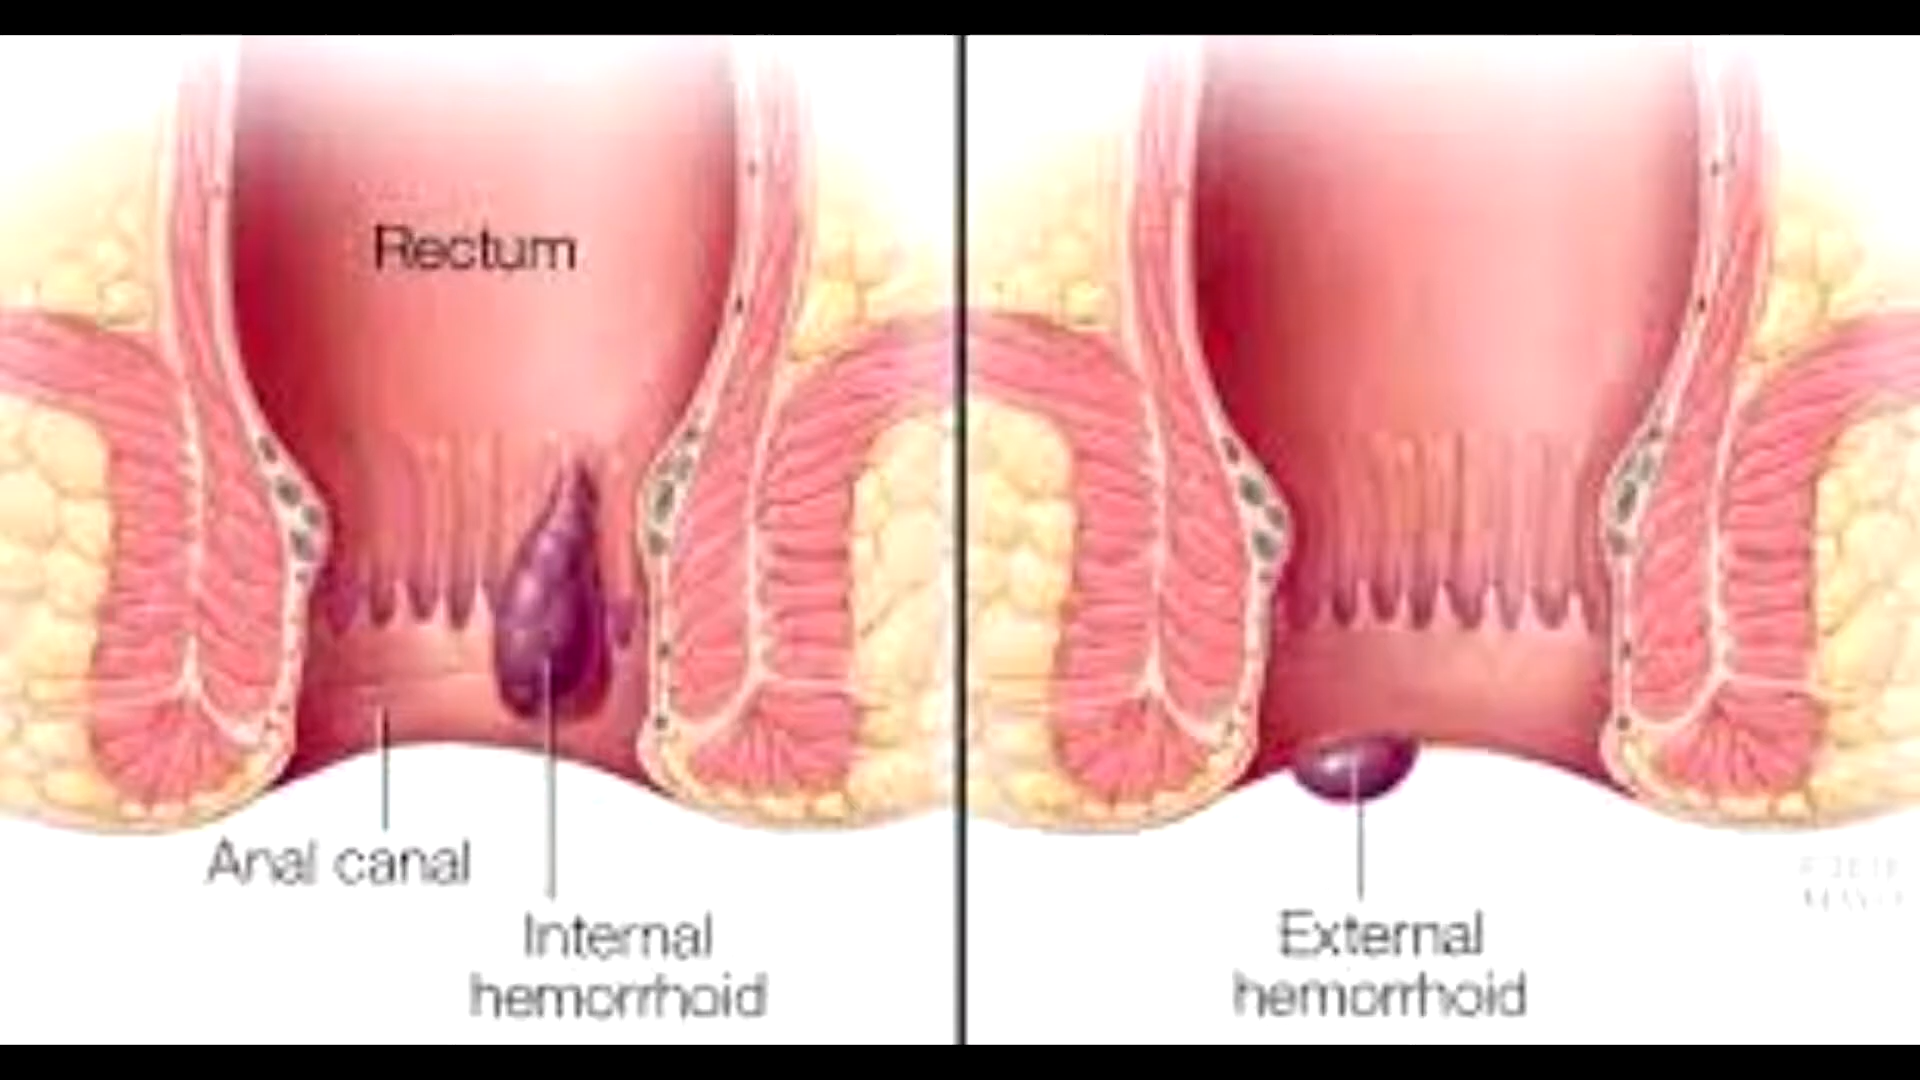 Rectum
Anal canal
Internal
hemorrhoid
External
hemorrhoid